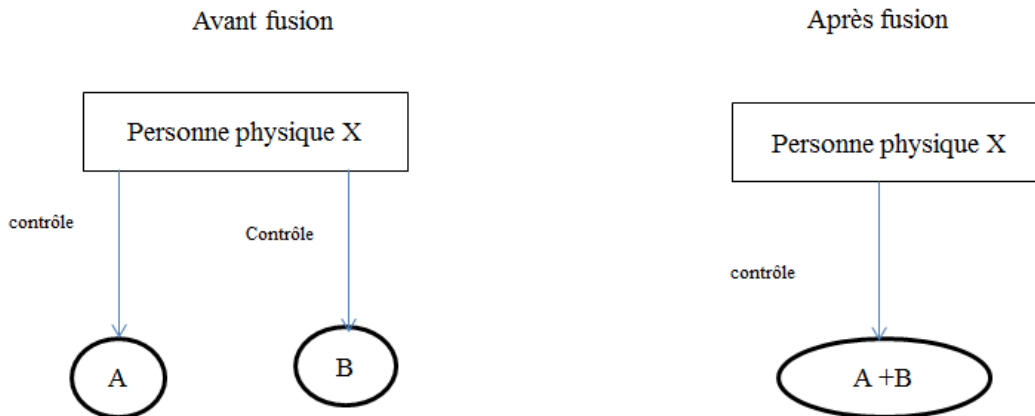 Avant fusion
Après fusion
Personne physique X
Personne physique X
contrôle
Contrôle
contrôle
A
B
A +B